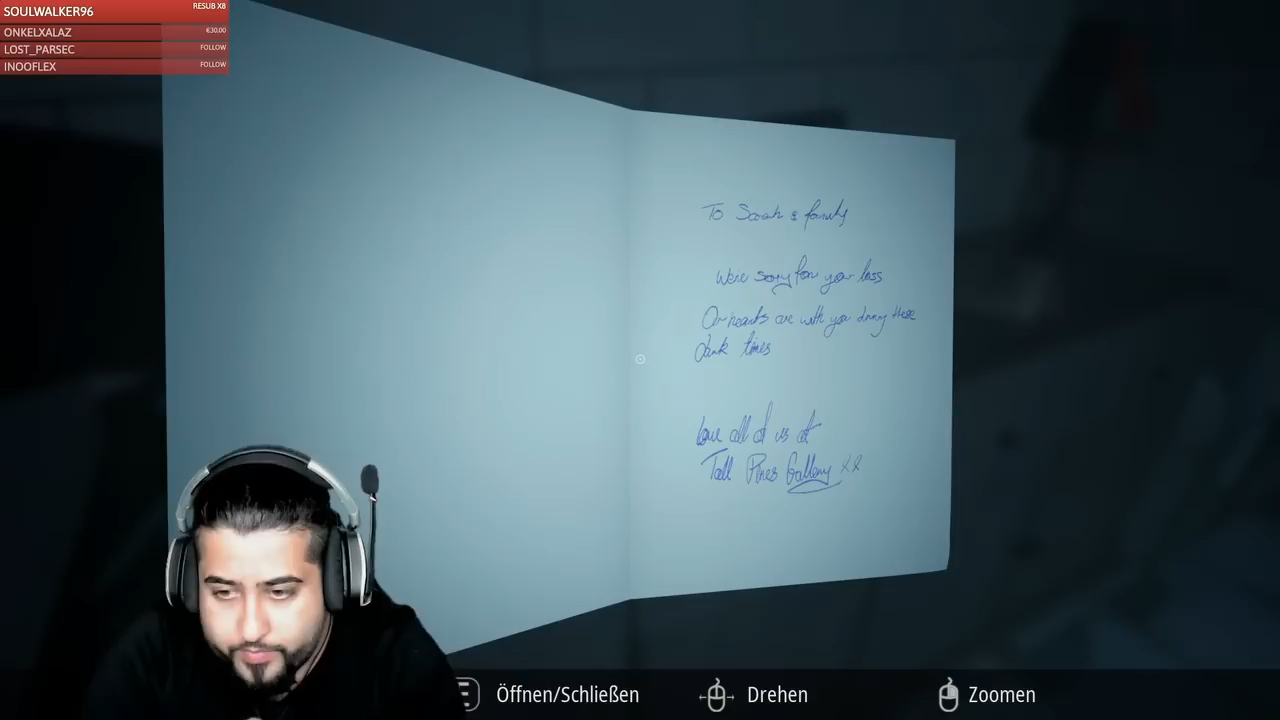 SOULWALKER96 RESUB X8
ONKELXALAZ €30.00
LOST_PARSEC FOLLOW
INOOFLEX FOLLOW
To Sarah & family
We're sorry for your loss
Our hearts are with you during these
dark times
Love all of us at
Tall Pines Gallery xx
E Öffnen/Schließen Drehen Zoomen